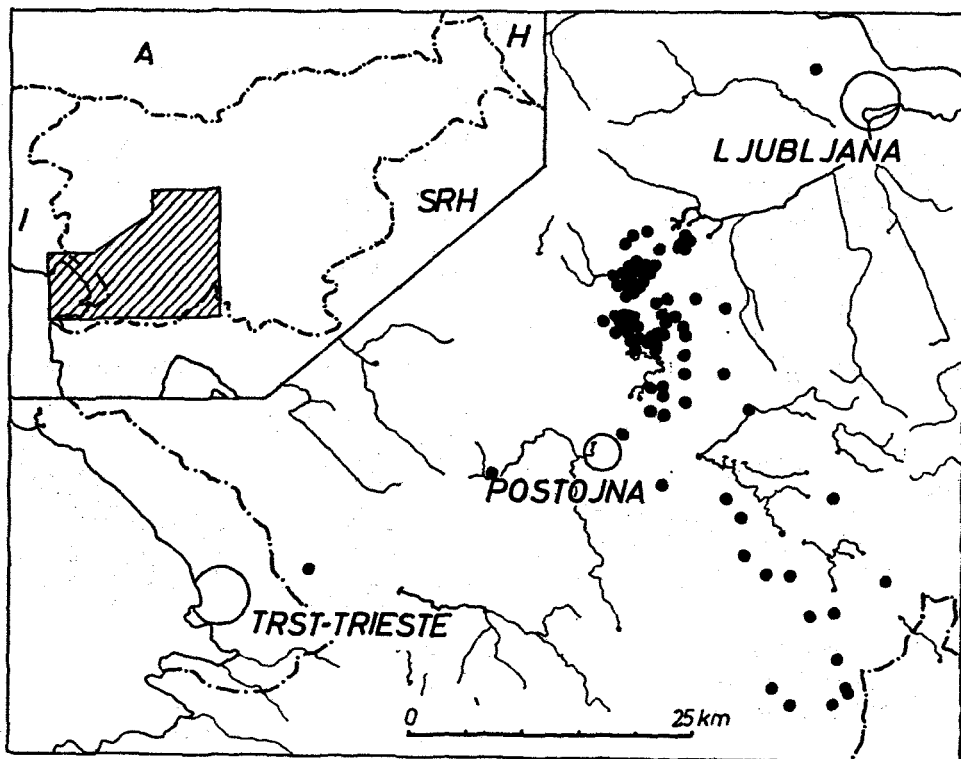 A
H
I
SRH
LJUBLJANA
POSTOJNA
TRST-TRIESTE
0 25 km